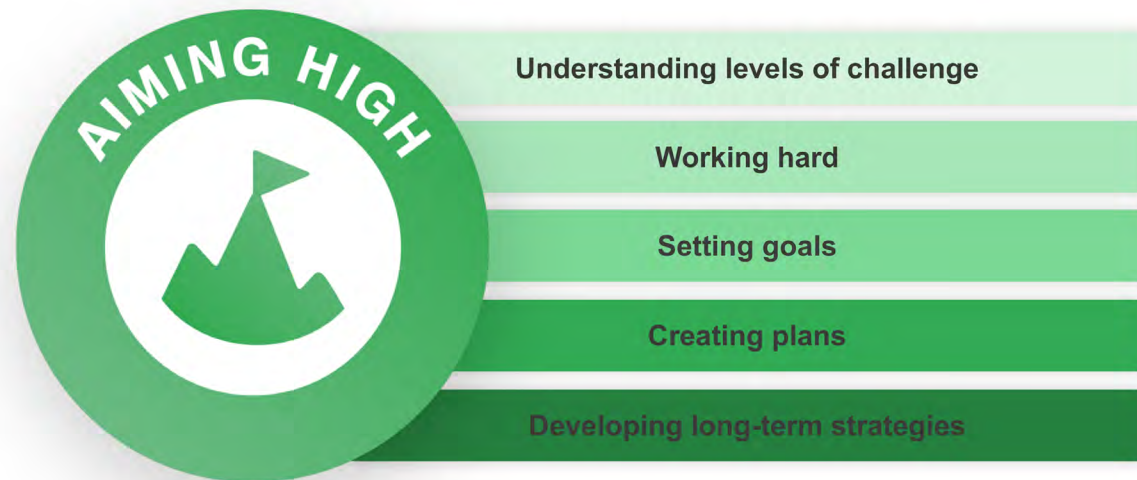 AIMING HIGH
Understanding levels of challenge
Working hard
Setting goals
Creating plans
Developing long-term strategies